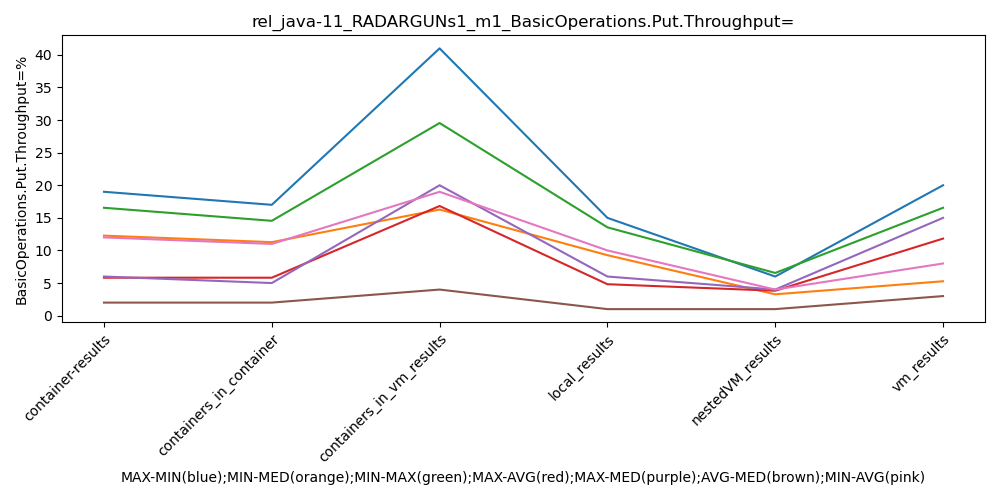 rel_java-11_RADARGUNs1_m1_BasicOperations.Put.Throughput=
BasicOperations.Put.Throughput=%
40
35
30
25
20
15
10
5
0
container-results
containers_in_container
containers_in_vm_results
local_results
nestedVM_results
vm_results
MAX-MIN(blue);MIN-MED(orange);MIN-MAX(green);MAX-AVG(red);MAX-MED(purple);AVG-MED(brown);MIN-AVG(pink)